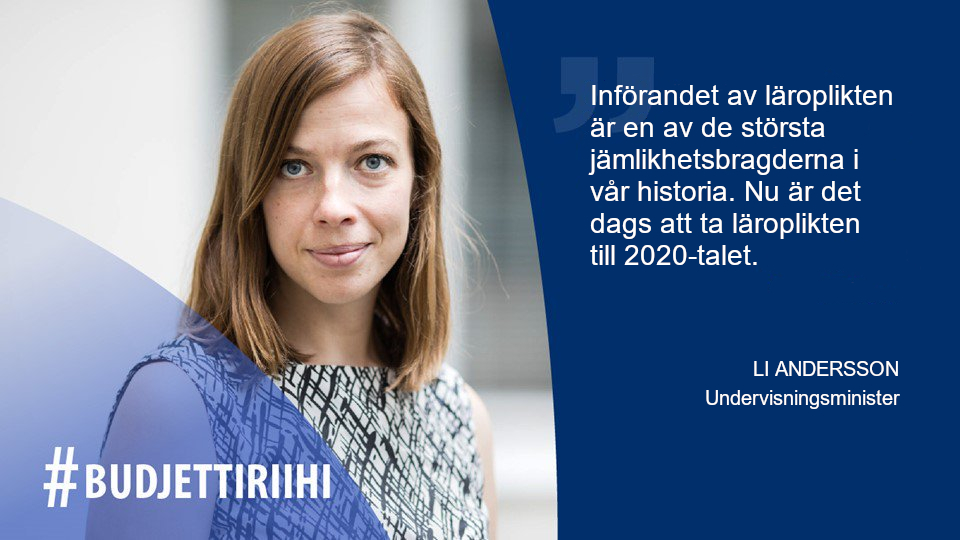 ”
Införandet av läroplikten
är en av de största
jämlikhetsbragderna i
vår historia. Nu är det
dags att ta läroplikten
till 2020-talet.
LI ANDERSSON
Undervisningsminister
#BUDJETTIRIIHI